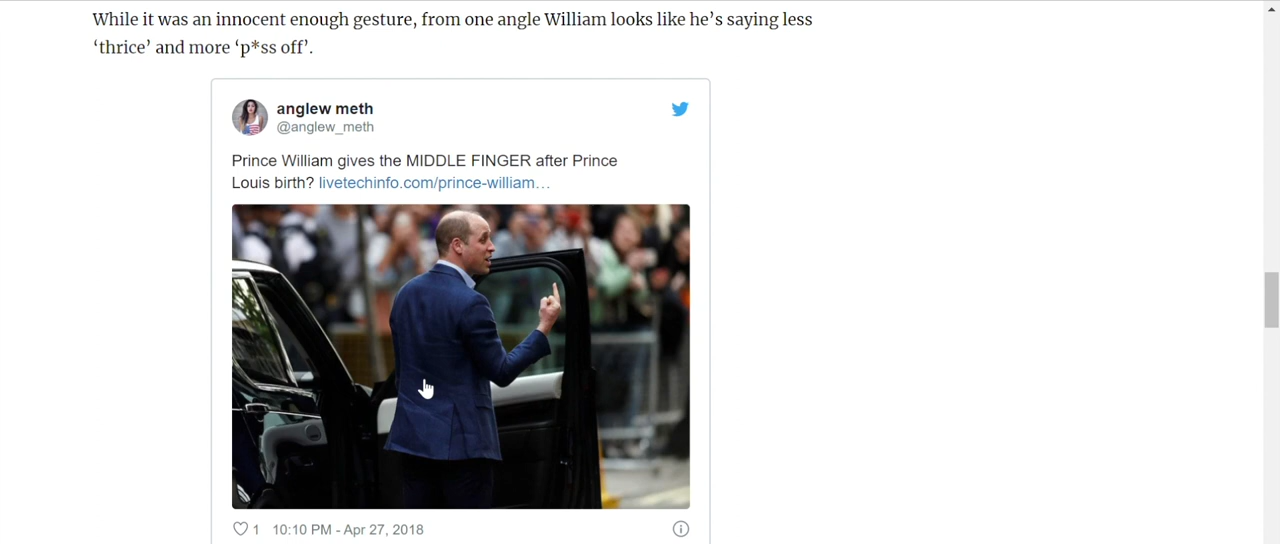 While it was an innocent enough gesture, from one angle William looks like he’s saying less
‘thrice’ and more ‘p*ss off’.
anglew meth
@anglew_meth
Prince William gives the MIDDLE FINGER after Prince
Louis birth? livetechinfo.com/prince-william…
1 10:10 PM - Apr 27, 2018